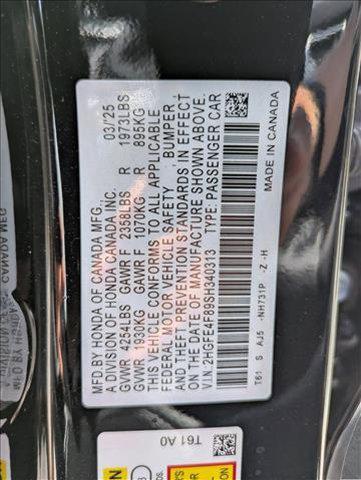 MFD BY HONDA OF CANADA MFG.
A DIVISION OF HONDA CANADA INC. 03/25
GVWR 4254LBS GAWR F 2358LBS R 1973LBS
GVWR 1930KG GAWR F 1070KG R 895KG
THIS VEHICLE CONFORMS TO ALL APPLICABLE
FEDERAL MOTOR VEHICLE SAFETY BUMPER
AND THEFT PREVENTION STANDARDS IN EFFECT
ON THE DATE OF MANUFACTURE SHOWN ABOVE.
V.I.N. 2HGFE4F89SH340313 TYPE: PASSENGER CAR
T61 S AJ5 -NH731P -Z -H
MADE IN CANADA
T61 A0